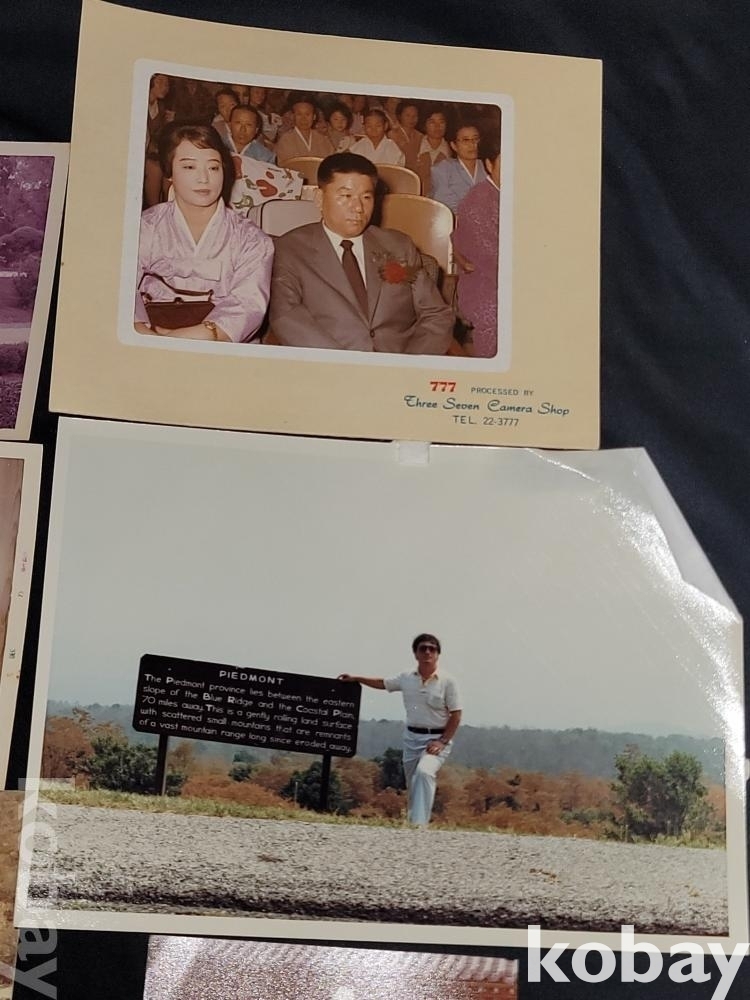 777 PROCESSED BY
Three Seven Camera Shop
TEL. 22-3777
PIEDMONT
The Piedmont province lies between the eastern
slope of the Blue Ridge and the Coastal Plain,
70 miles away. This is a gently rolling land surface
with scattered small mountains that are remnants
of a vast mountain range long since eroded away.
kobay
kobay